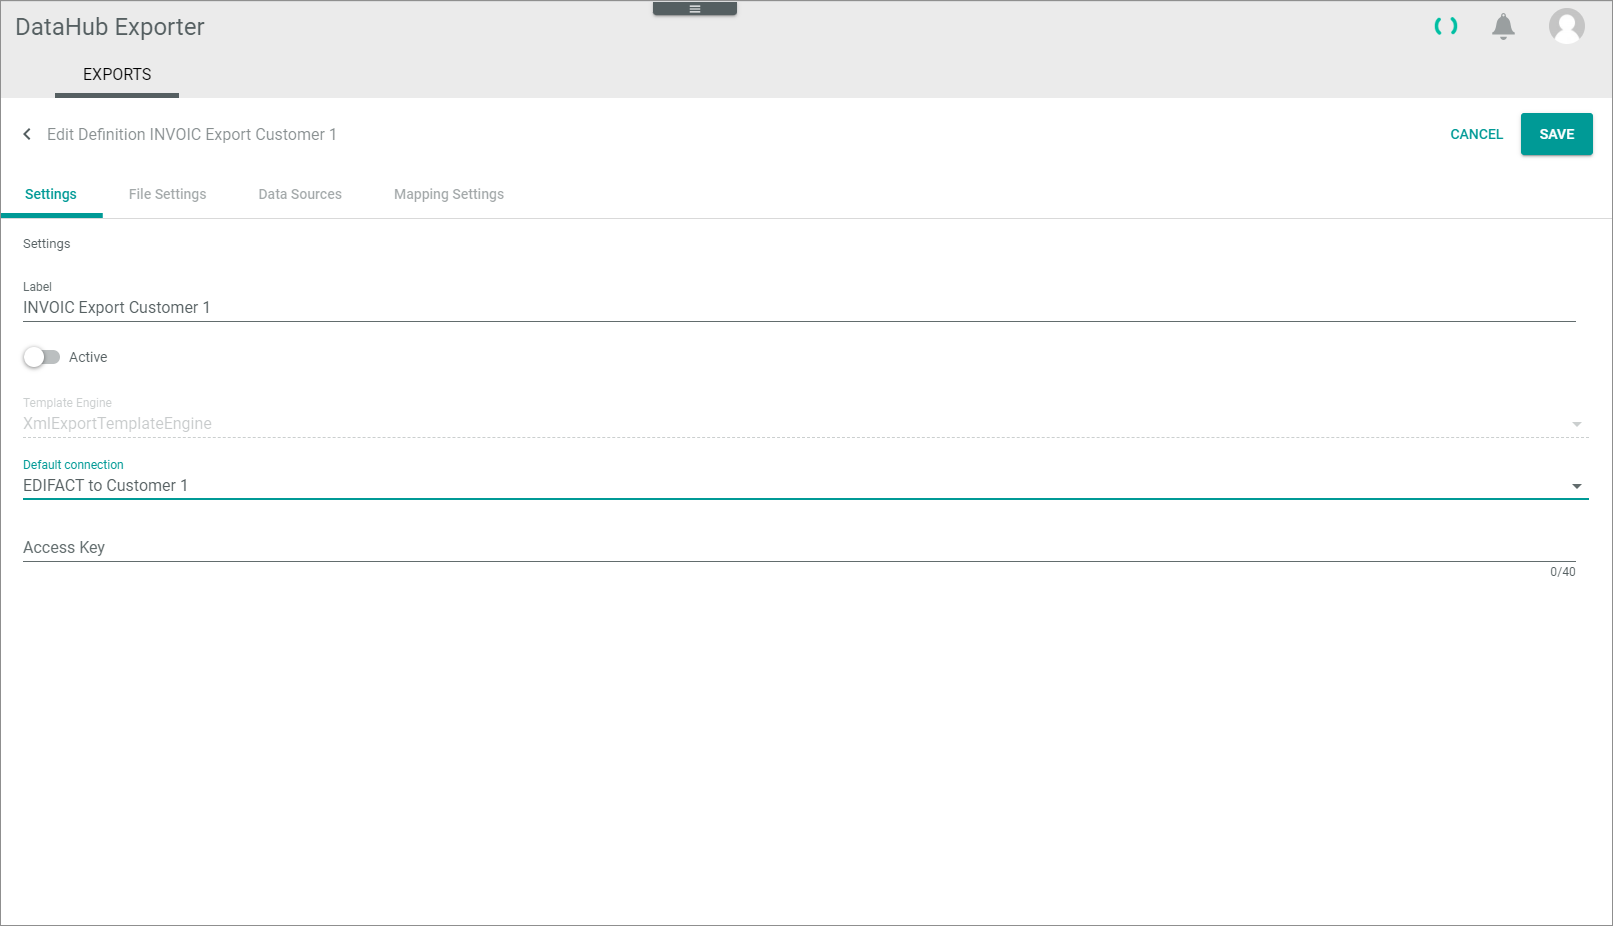 DataHub Exporter
EXPORTS
Edit Definition INVOIC Export Customer 1
CANCEL
SAVE
Settings
File Settings
Data Sources
Mapping Settings
Settings
Label
INVOIC Export Customer 1
Active
Template Engine
XmlExportTemplateEngine
Default connection
EDIFACT to Customer 1
Access Key
0/40